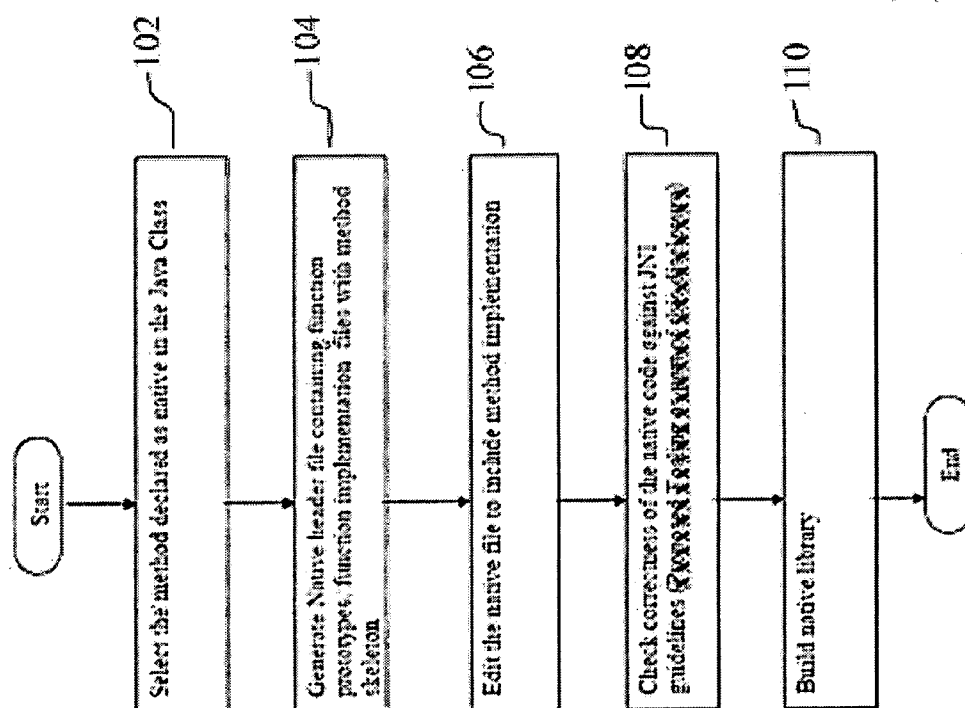 Start
102
Select the method declared as native in the Java Class
104
Generate Native header file containing function
prototypes, function implementation files with method
skeleton
106
Edit the native file to include method implementation
108
Check correctness of the native code against JNI
guidelines
110
Build native library
End